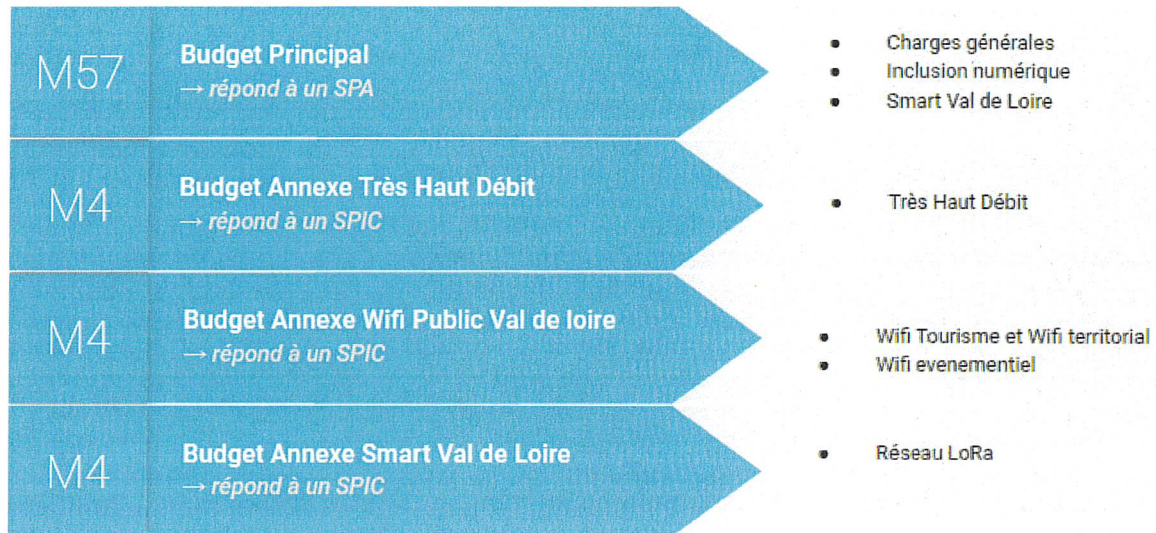 M57
Budget Principal
→ répond à un SPA
• Charges générales
• Inclusion numérique
• Smart Val de Loire
M4
Budget Annexe Très Haut Débit
→ répond à un SPIC
• Très Haut Débit
M4
Budget Annexe Wifi Public Val de loire
→ répond à un SPIC
• Wifi Tourisme et Wifi territorial
• Wifi evenementiel
M4
Budget Annexe Smart Val de Loire
→ répond à un SPIC
• Réseau LoRa